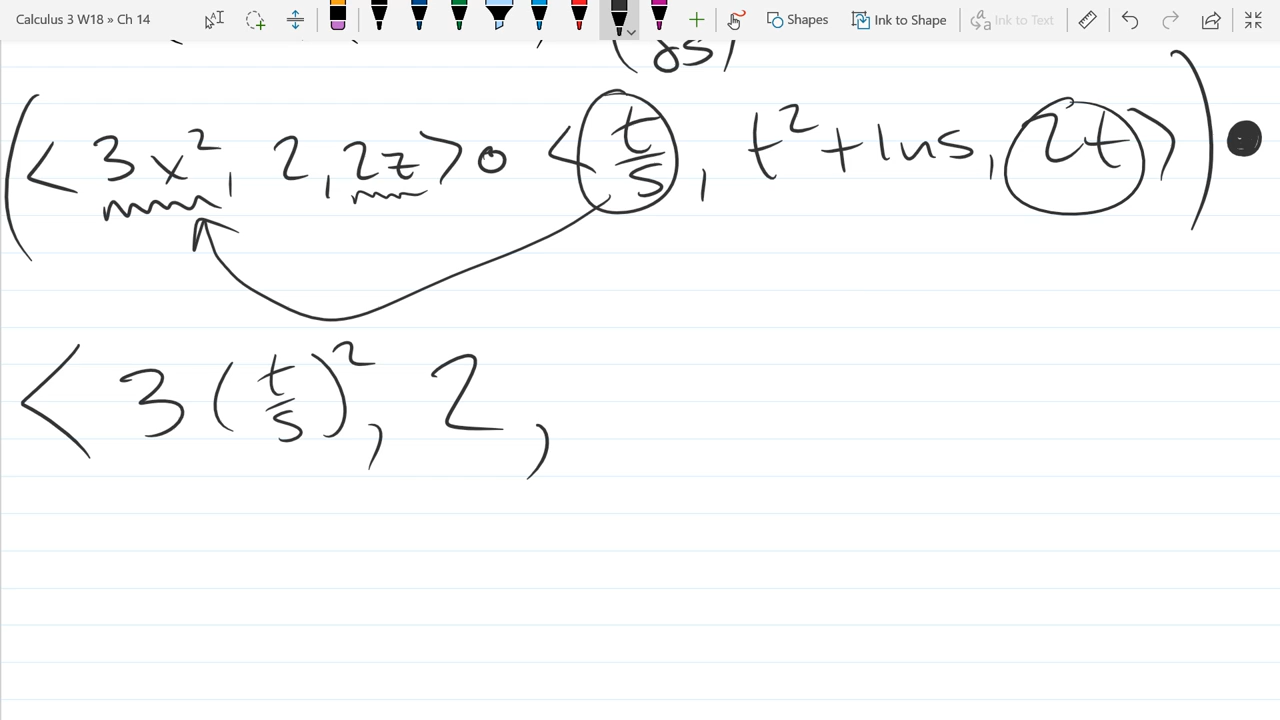 Calculus 3 W18 » Ch 14 Shapes Ink to Shape Ink to Text
(<3x², 2, 2z> ∘ <t/s, t² + ln s, 2t>) •
<3(t/s)², 2,